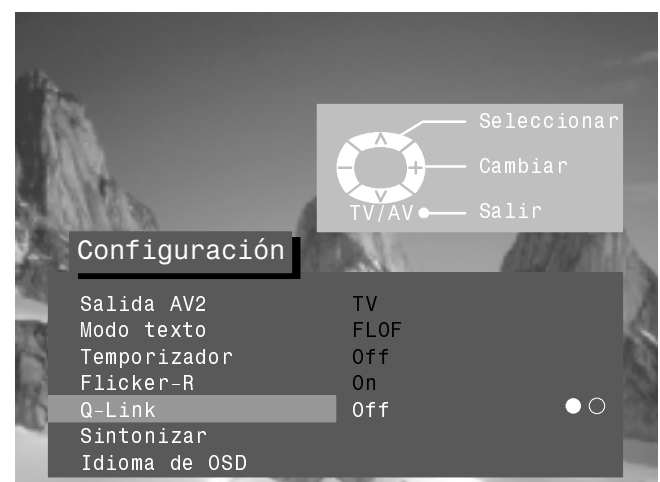 Seleccionar
Cambiar
TV/AV Salir
Configuración
Salida AV2 TV
Modo texto FLOF
Temporizador Off
Flicker-R On
Q-Link Off
Sintonizar
Idioma de OSD